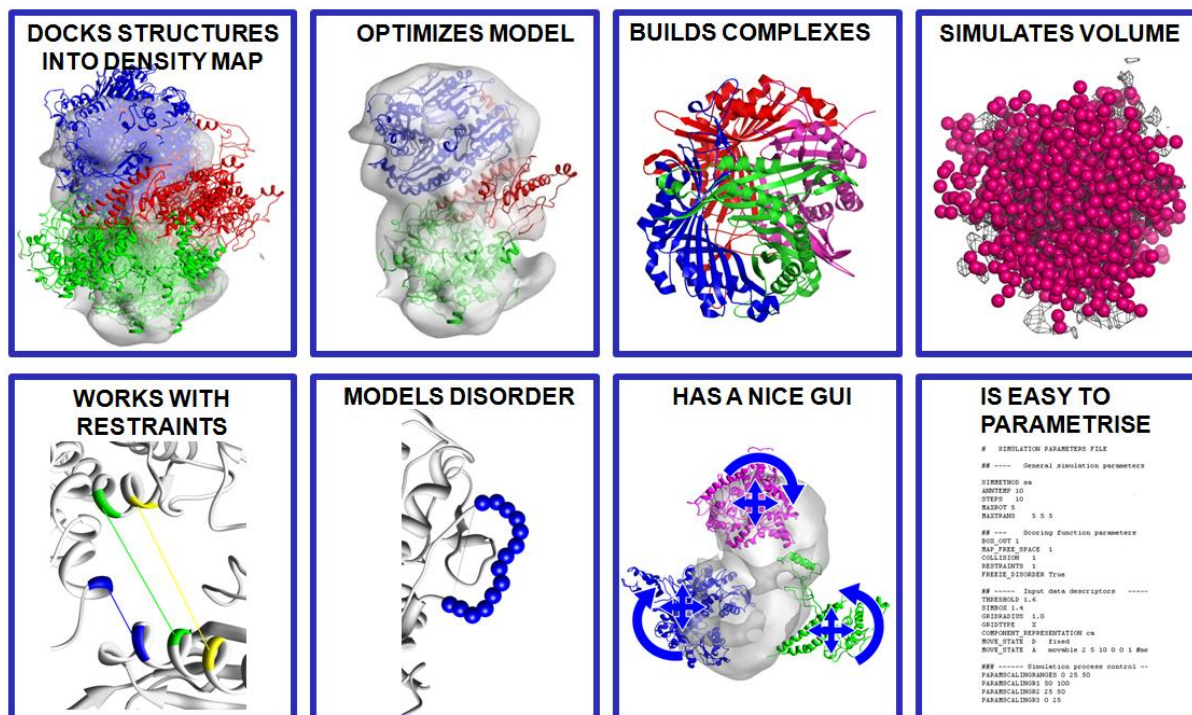 DOCKS STRUCTURES
INTO DENSITY MAP
OPTIMIZES MODEL
BUILDS COMPLEXES
SIMULATES VOLUME
WORKS WITH
RESTRAINTS
MODELS DISORDER
HAS A NICE GUI
IS EASY TO
PARAMETRISE
# SIMULATION PARAMETERS FILE
## ---- General simulation parameters
SIMMETHOD sa
ANNTEMP 10
STEPS 10
MAXROT 5
MAXTRANS 5 5 5
## --- Scoring function parameters
BOX_OUT 1
MAP_FREE_SPACE 1
COLLISION 1
RESTRAINTS 1
FREEZE_DISORDER True
## ----- Input data descriptors -----
THRESHOLD 1.6
SIMBOX 1.4
GRIDRADIUS 1.0
GRIDTYPE X
COMPONENT_REPRESENTATION ca
MOVE_STATE D fixed
MOVE_STATE A movable 2 5 10 0 0 1
### ------ Simulation process control --
PARAMSCALINGRANGES 0 25 50
PARAMSCALINGR1 50 100
PARAMSCALINGR2 25 50
PARAMSCALINGR3 0 25